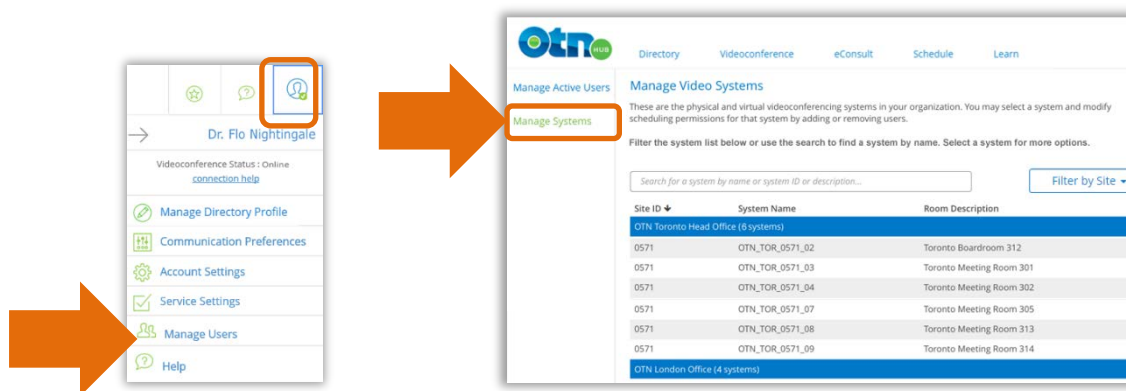 Dr. Flo Nightingale
Videoconference Status : Online
connection help
Manage Directory Profile
Communication Preferences
Account Settings
Service Settings
Manage Users
Help
otn HUB
Directory Videoconference eConsult Schedule Learn
Manage Active Users
Manage Systems
Manage Video Systems
These are the physical and virtual videoconferencing systems in your organization. You may select a system and modify
scheduling permissions for that system by adding or removing users.
Filter the system list below or use the search to find a system by name. Select a system for more options.
Search for a system by name or system ID or description...
Filter by Site
Site ID System Name Room Description
OTN Toronto Head Office (6 systems)
0571 OTN_TOR_0571_02 Toronto Boardroom 312
0571 OTN_TOR_0571_03 Toronto Meeting Room 301
0571 OTN_TOR_0571_04 Toronto Meeting Room 302
0571 OTN_TOR_0571_07 Toronto Meeting Room 305
0571 OTN_TOR_0571_08 Toronto Meeting Room 313
0571 OTN_TOR_0571_09 Toronto Meeting Room 314
OTN London Office (4 systems)